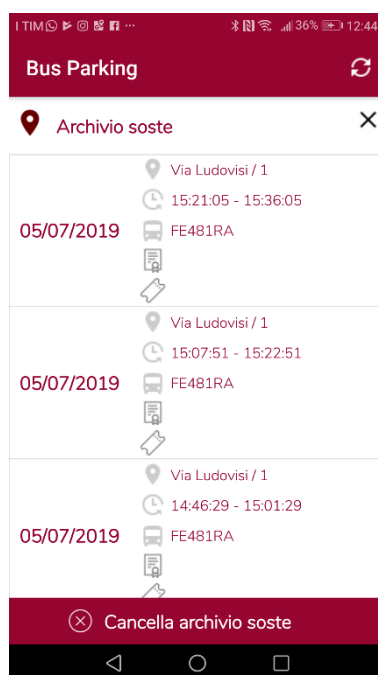 I TIM 36% 12:44
Bus Parking
Archivio soste
Via Ludovisi / 1
15:21:05 - 15:36:05
05/07/2019
FE481RA
Via Ludovisi / 1
15:07:51 - 15:22:51
05/07/2019
FE481RA
Via Ludovisi / 1
14:46:29 - 15:01:29
05/07/2019
FE481RA
Cancella archivio soste